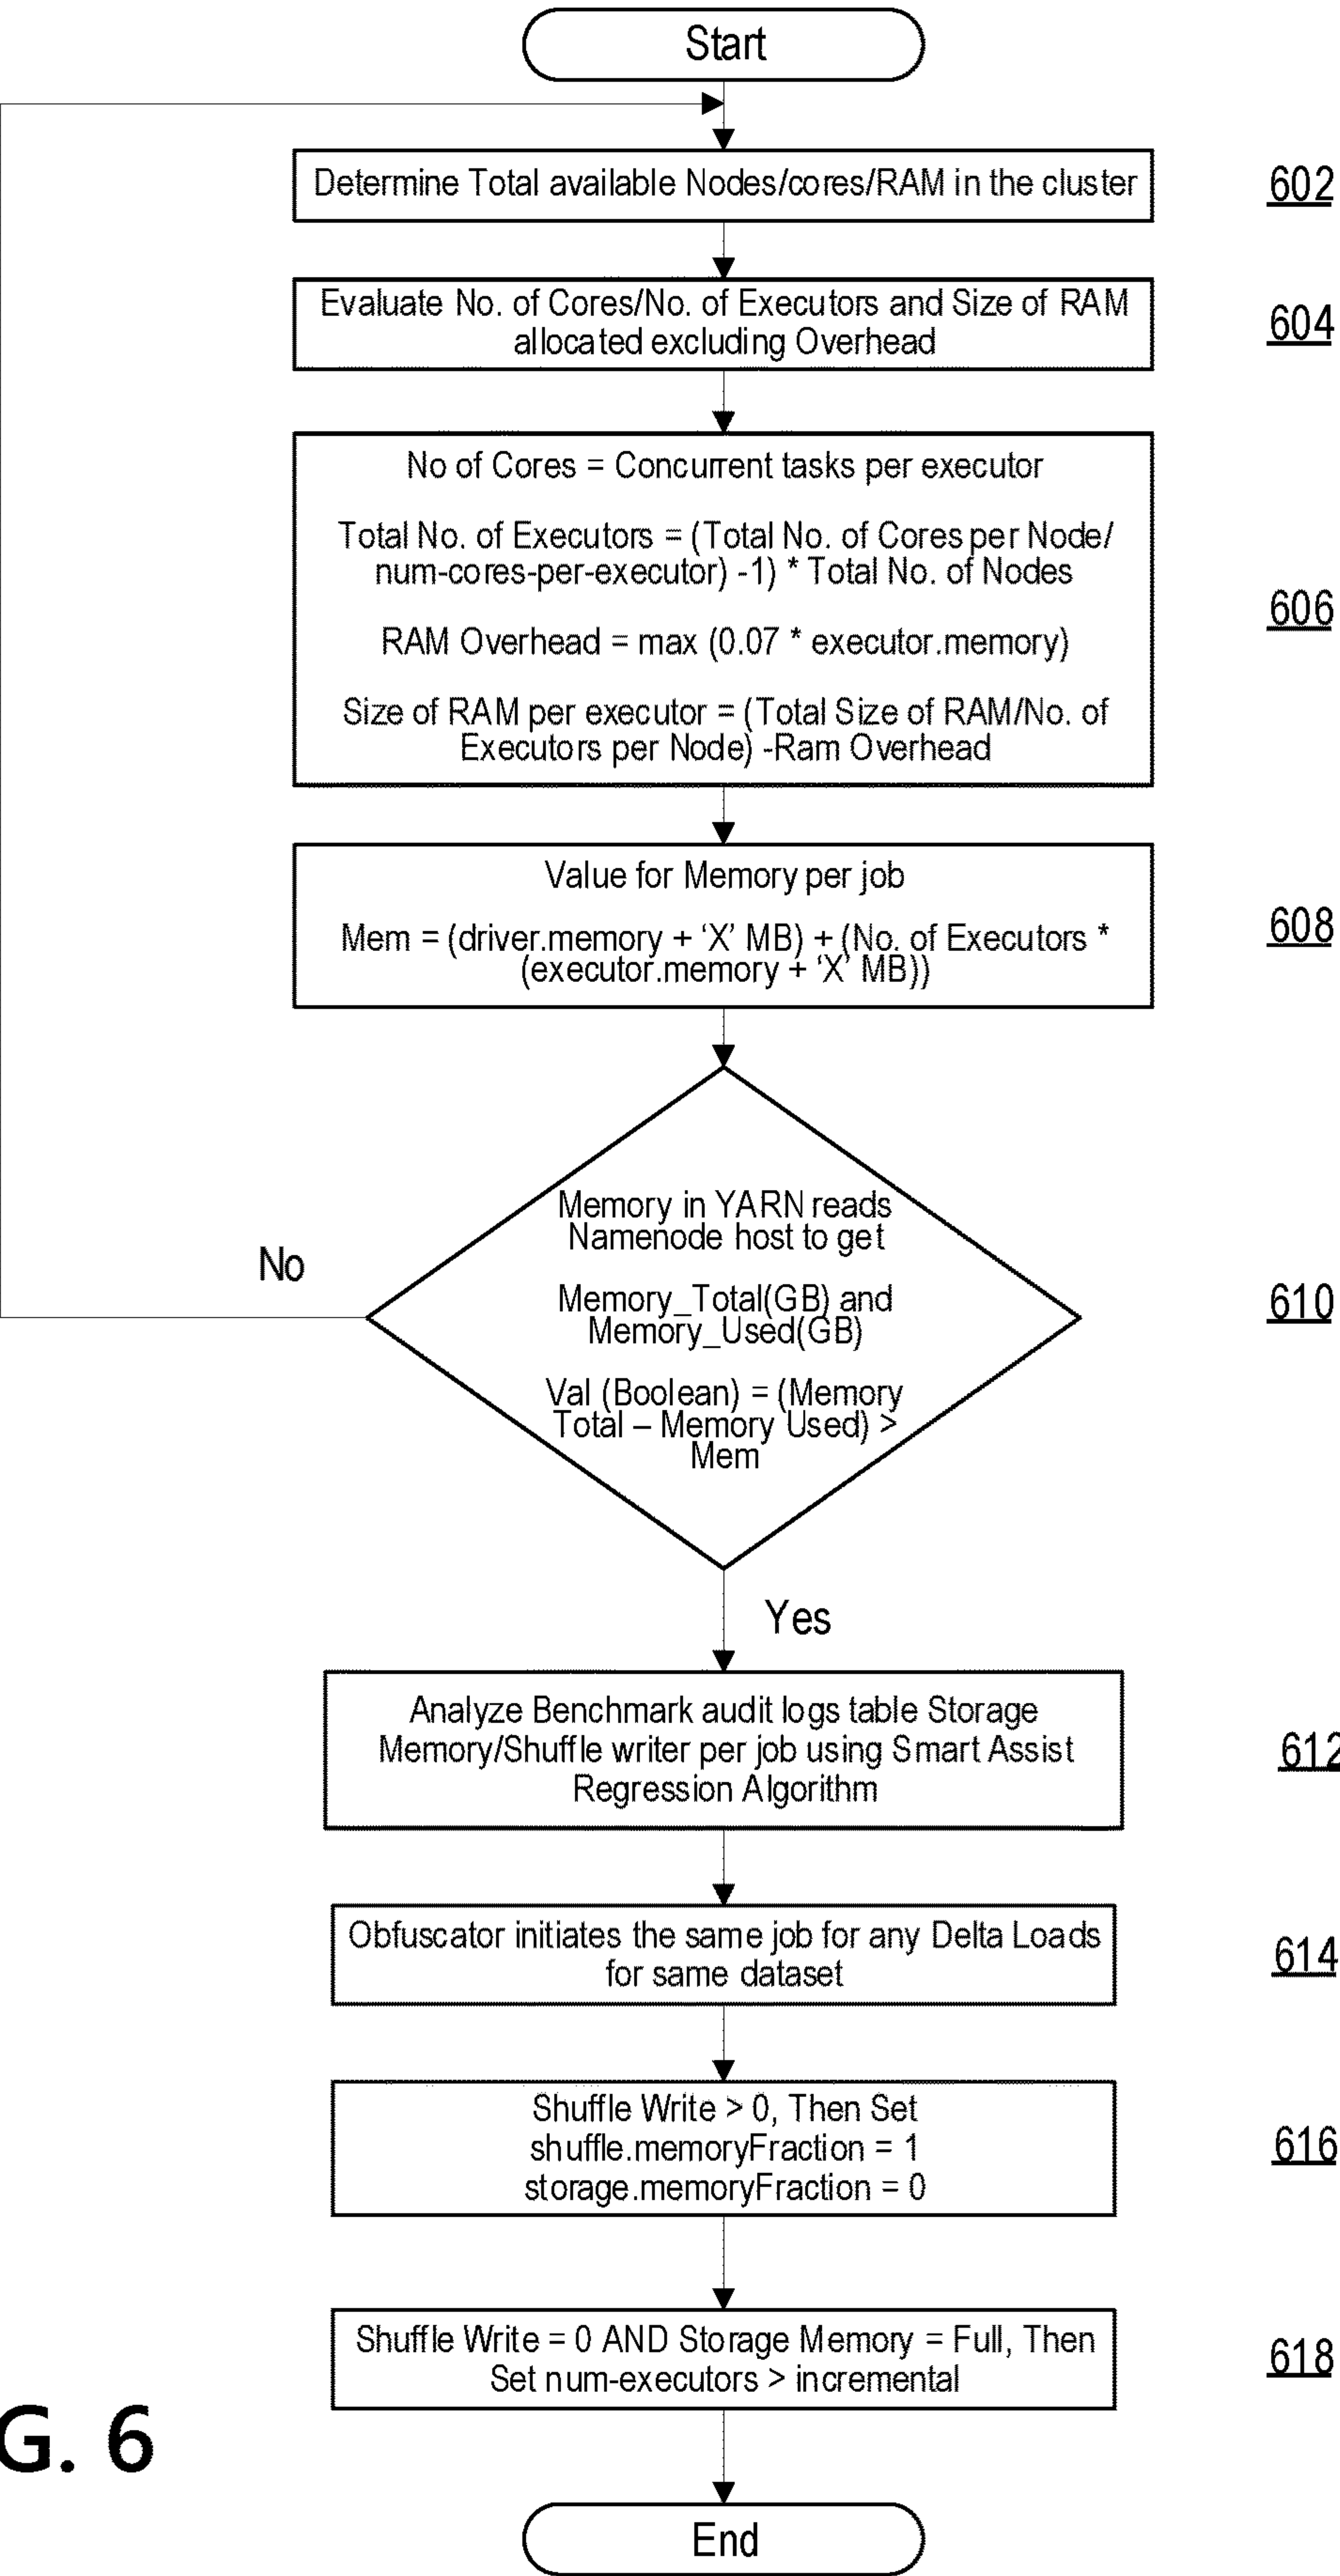 Start
Determine Total available Nodes/cores/RAM in the cluster
602
Evaluate No. of Cores/No. of Executors and Size of RAM
allocated excluding Overhead
604
No of Cores = Concurrent tasks per executor
Total No. of Executors = (Total No. of Cores per Node/
num-cores-per-executor) -1) * Total No. of Nodes
RAM Overhead = max (0.07 * executor.memory)
Size of RAM per executor = (Total Size of RAM/No. of
Executors per Node) -Ram Overhead
606
Value for Memory per job
Mem = (driver.memory + ‘X’ MB) + (No. of Executors *
(executor.memory + ‘X’ MB))
608
Memory in YARN reads
Namenode host to get
Memory_Total(GB) and
Memory_Used(GB)
Val (Boolean) = (Memory
Total – Memory Used) >
Mem
No
610
Yes
Analyze Benchmark audit logs table Storage
Memory/Shuffle writer per job using Smart Assist
Regression Algorithm
612
Obfuscator initiates the same job for any Delta Loads
for same dataset
614
Shuffle Write > 0, Then Set
shuffle.memoryFraction = 1
storage.memoryFraction = 0
616
Shuffle Write = 0 AND Storage Memory = Full, Then
Set num-executors > incremental
618
G. 6
End